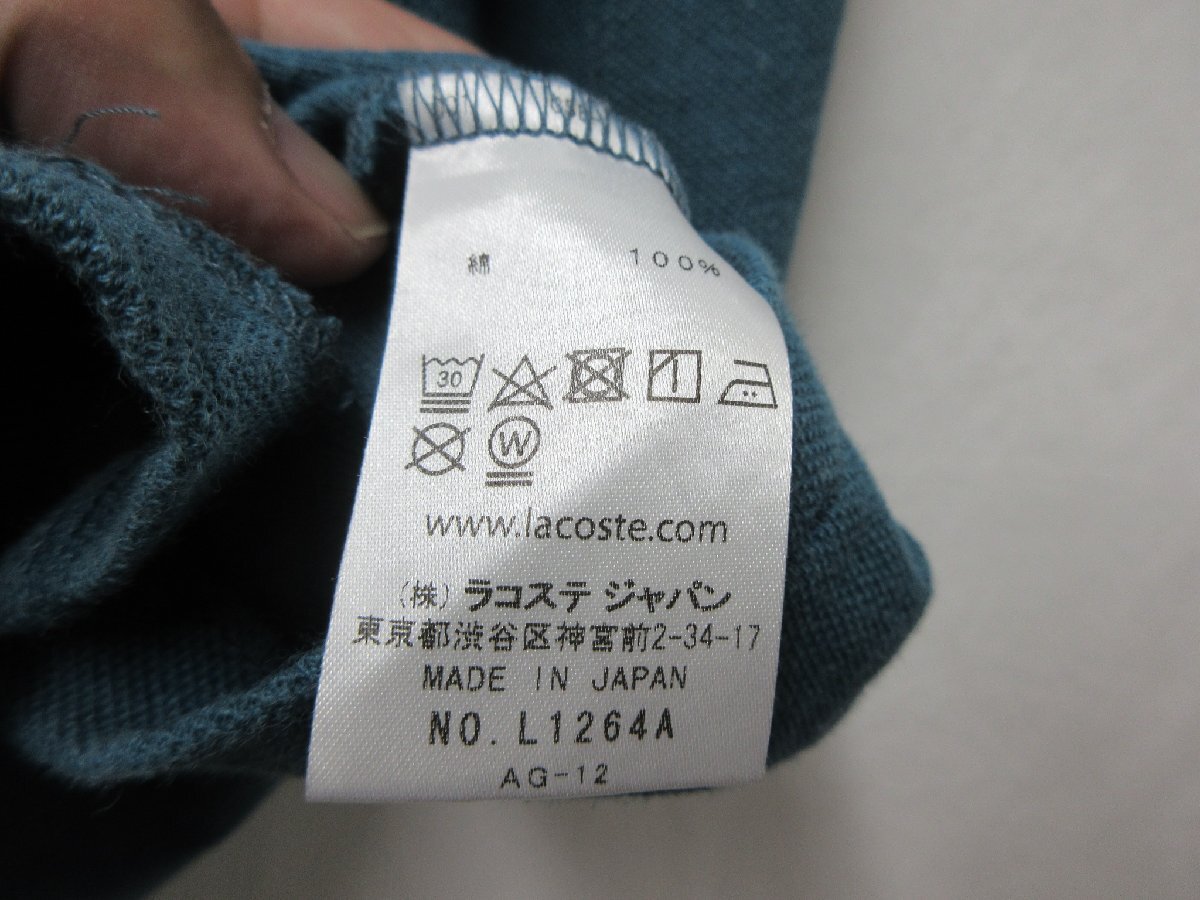 綿 100%
30
W
www.lacoste.com
(株) ラコステ ジャパン
東京都渋谷区神宮前2-34-17
MADE IN JAPAN
NO. L1264A
AG-12